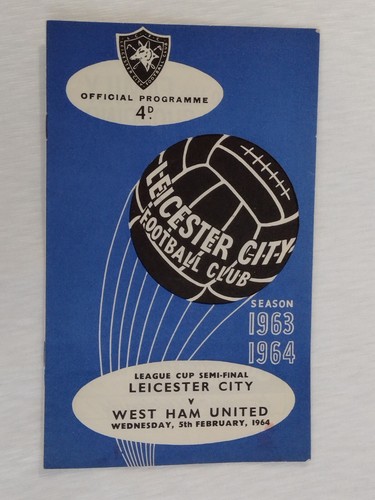 OFFICIAL PROGRAMME
4D.
LEICESTER CITY
FOOTBALL CLUB
SEASON
1963
1964
LEAGUE CUP SEMI-FINAL
LEICESTER CITY
V
WEST HAM UNITED
WEDNESDAY, 5th FEBRUARY, 1964